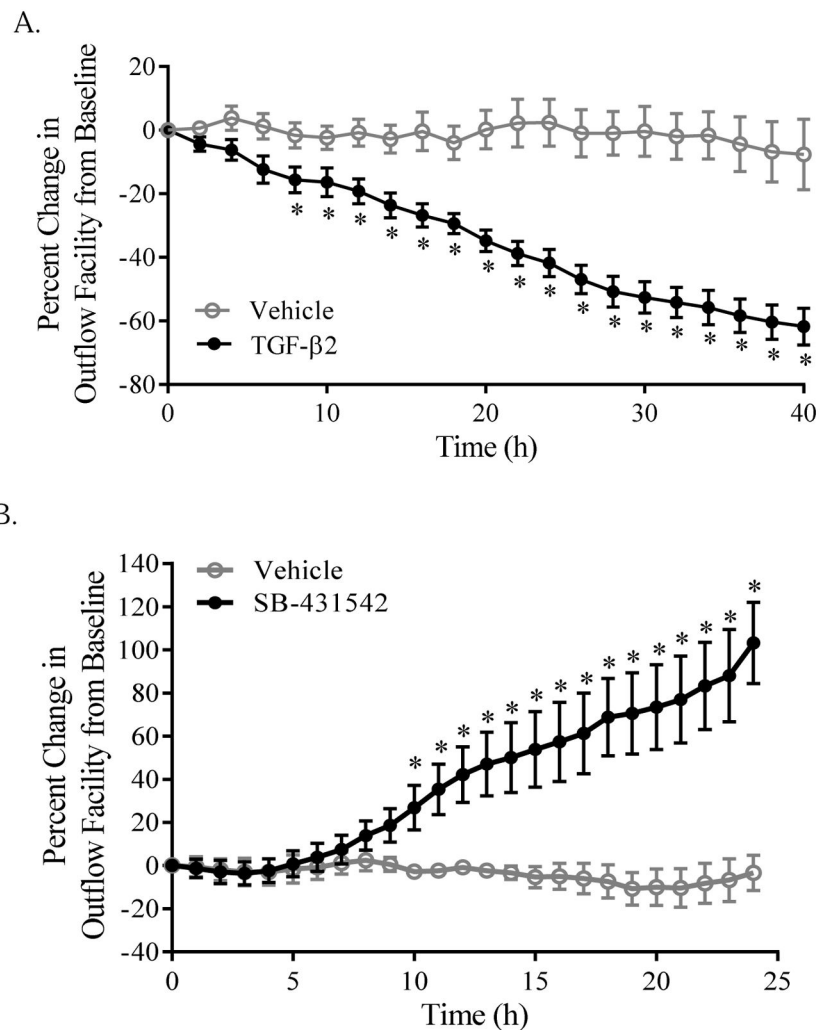 A.
Percent Change in
Outflow Facility from Baseline
20
0
-20
-40
-60
-80
* * * * * * * * * * * * * * * * *
Vehicle
TGF-β2
0 10 20 30 40
Time (h)
B.
Percent Change in
Outflow Facility from Baseline
140
120
100
80
60
40
20
0
-20
-40
Vehicle
SB-431542
* * * * * * * * * * * * * * *
0 5 10 15 20 25
Time (h)